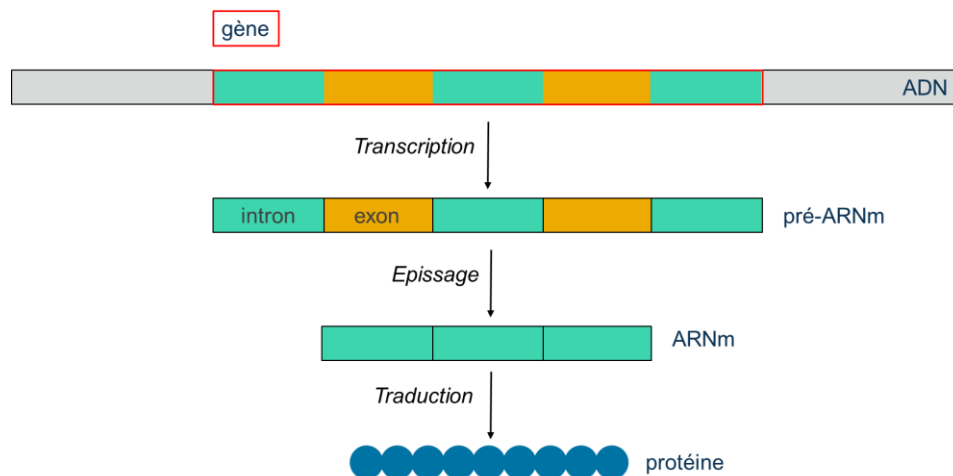 gène
ADN
Transcription
intron
exon
pré-ARNm
Epissage
ARNm
Traduction
protéine